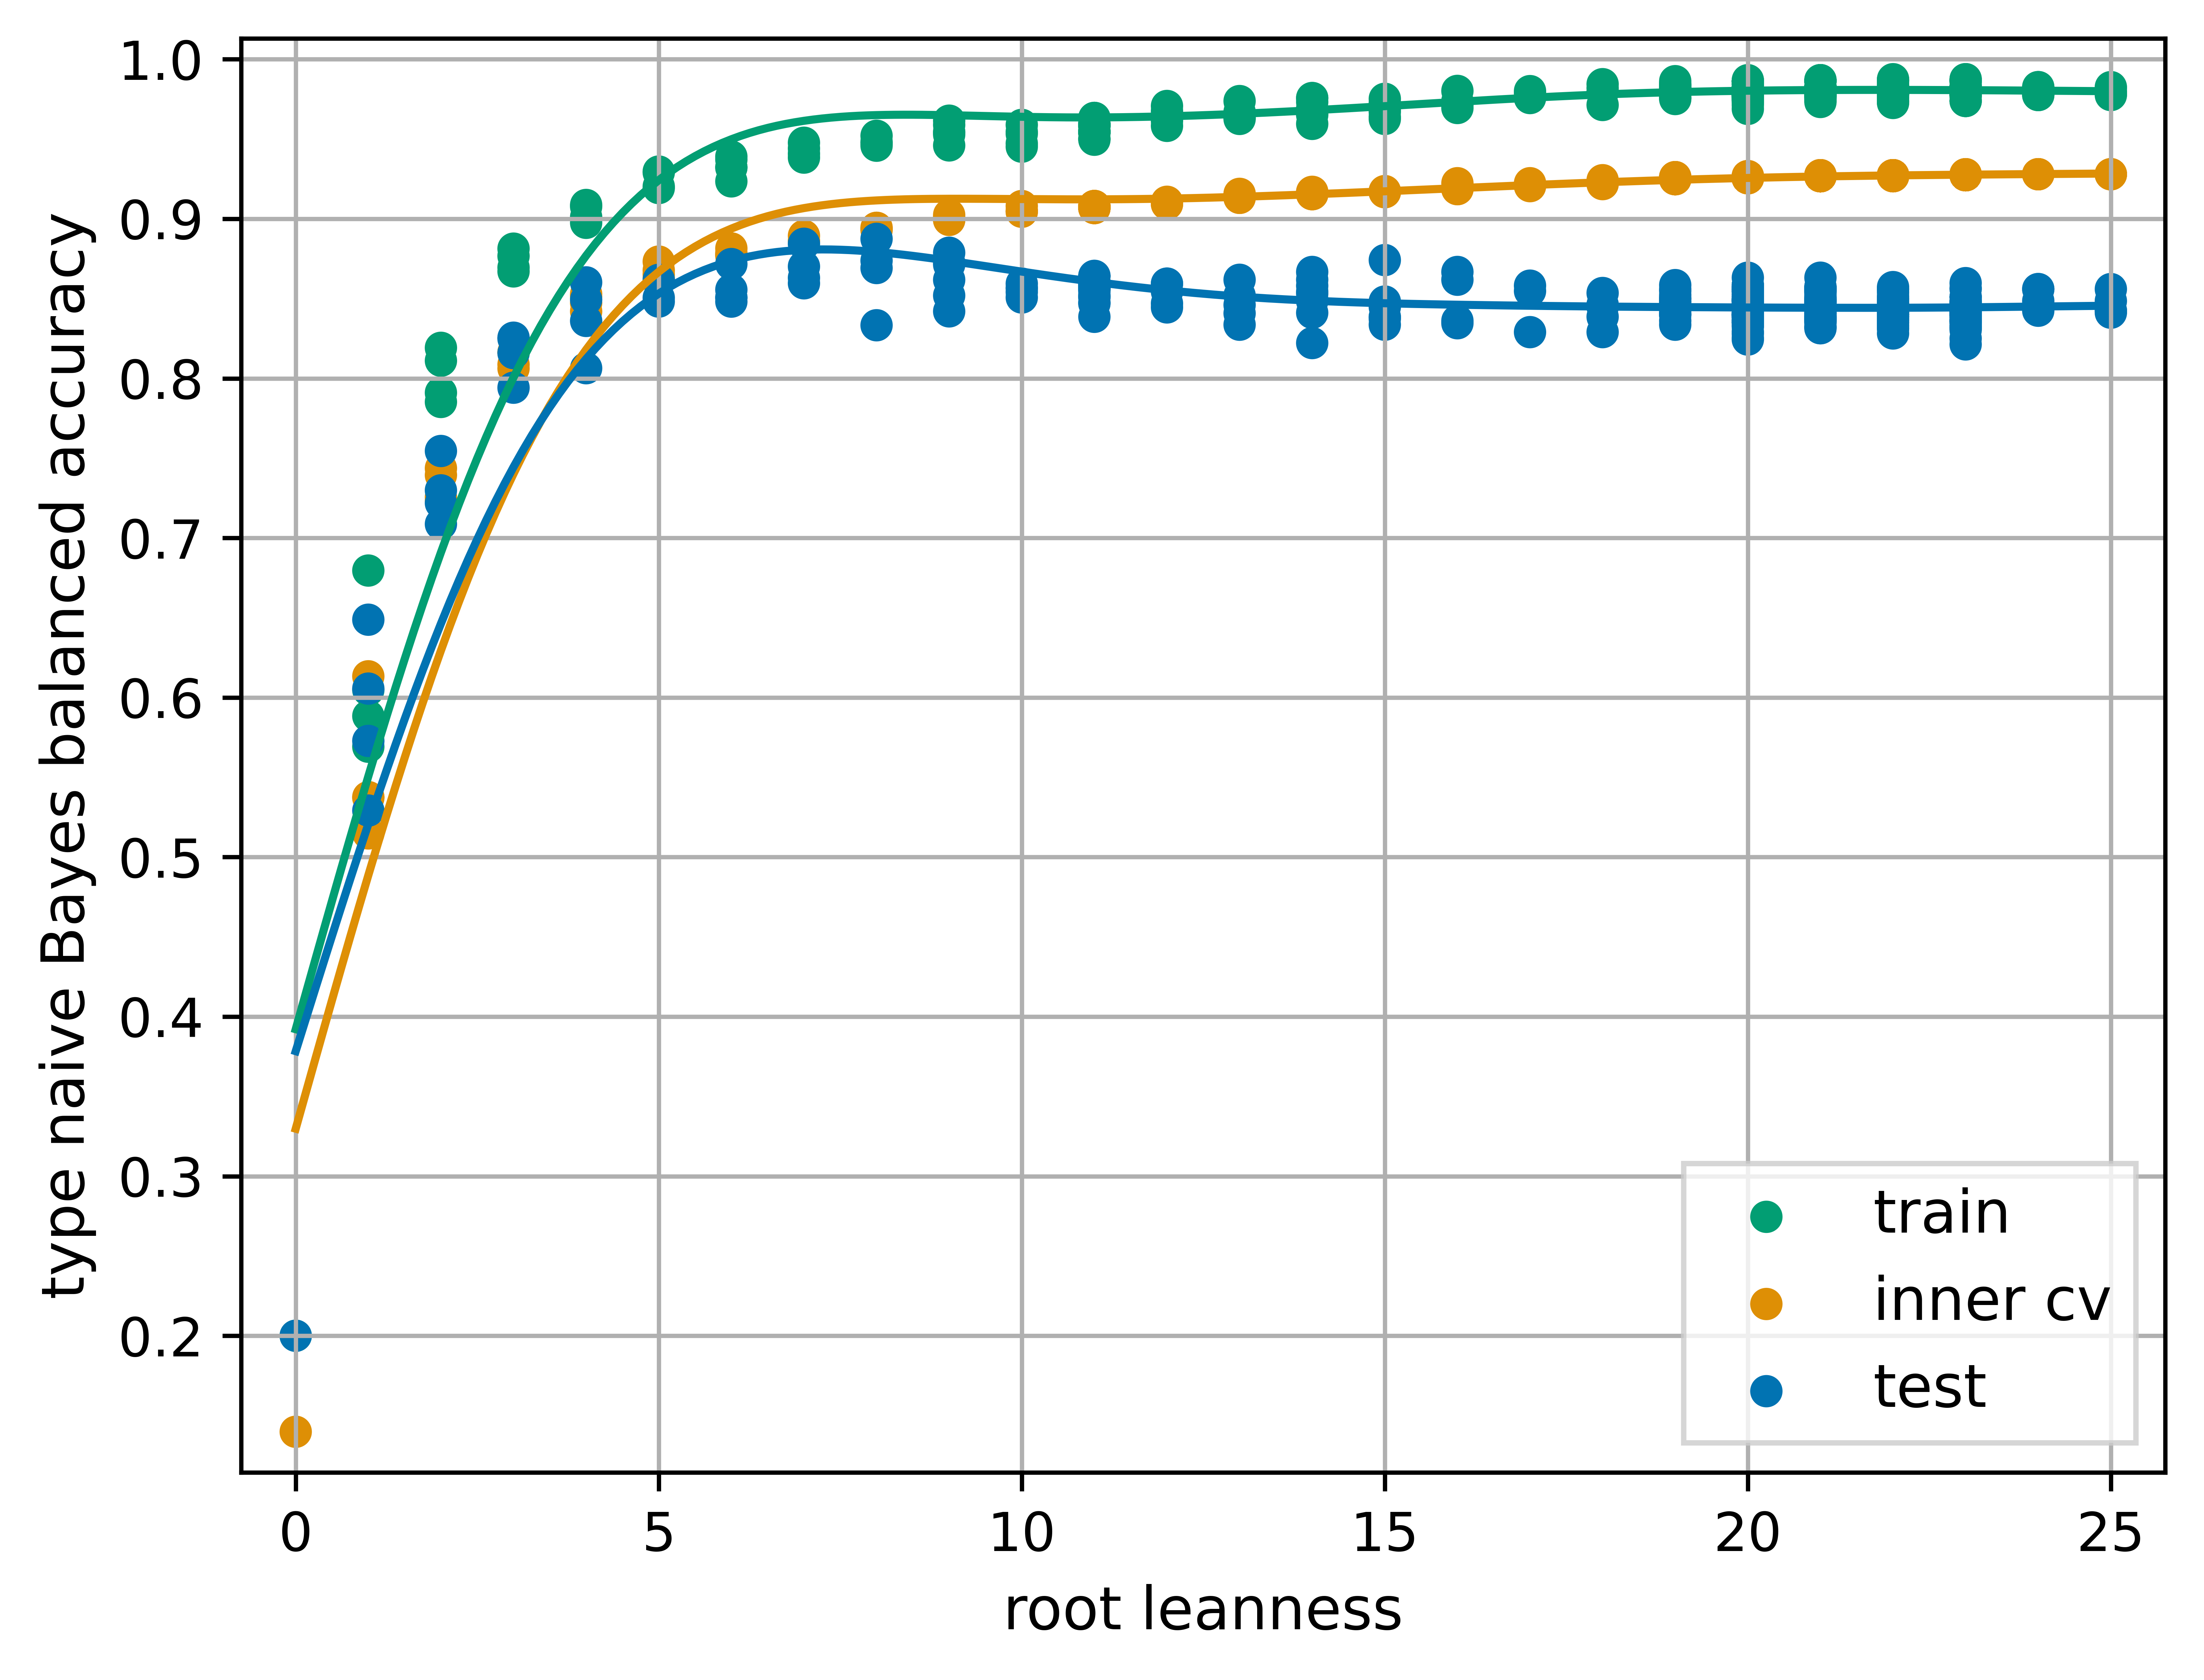 type naive Bayes balanced accuracy
1.0
0.9
0.8
0.7
0.6
0.5
0.4
0.3
0.2
train
inner cv
test
0 5 10 15 20 25
root leanness